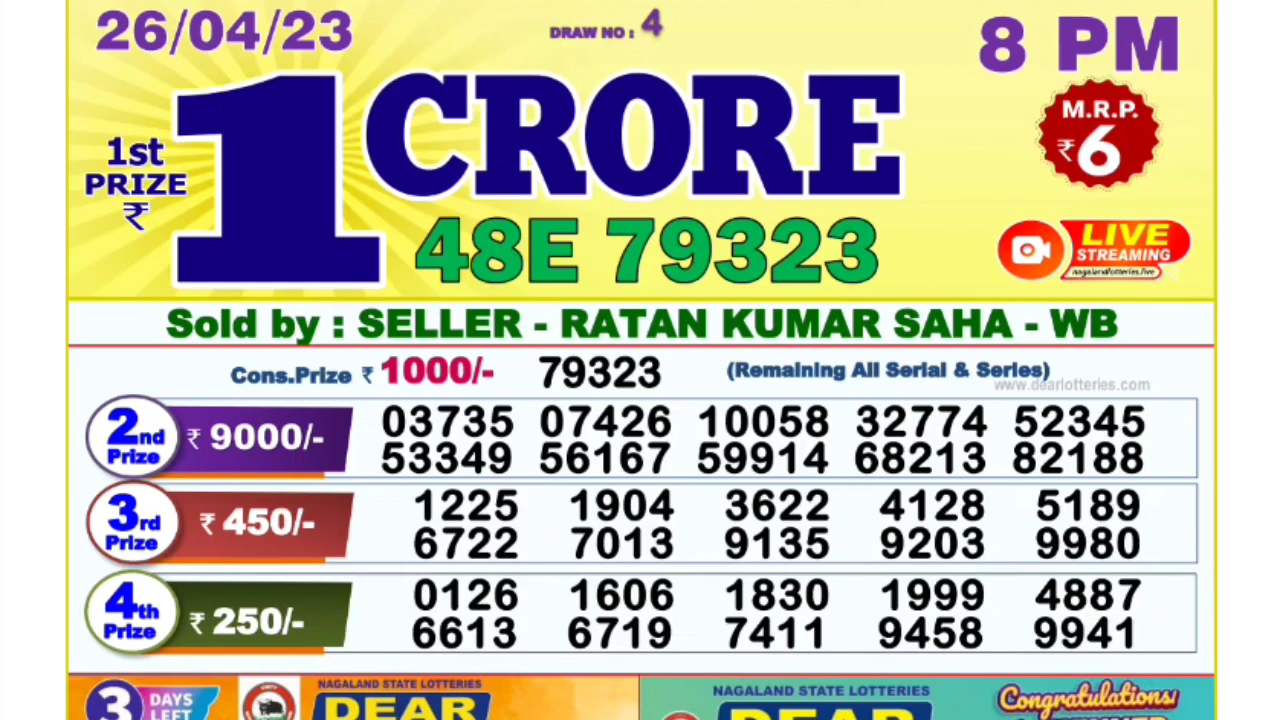 26/04/23
DRAW NO : 4
8 PM
1st
PRIZE
₹
1 CRORE
M.R.P.
₹6
48E 79323
LIVE
STREAMING
nagalandlotteries.live
Sold by : SELLER - RATAN KUMAR SAHA - WB
Cons.Prize ₹ 1000/- 79323 (Remaining All Serial & Series)
www.dearlotteries.com
2nd Prize ₹ 9000/-
03735 07426 10058 32774 52345
53349 56167 59914 68213 82188
3rd Prize ₹ 450/-
1225 1904 3622 4128 5189
6722 7013 9135 9203 9980
4th Prize ₹ 250/-
0126 1606 1830 1999 4887
6613 6719 7411 9458 9941
3 DAYS
LEFT
NAGALAND STATE LOTTERIES
DEAR
NAGALAND STATE LOTTERIES
DEAR
Congratulations!